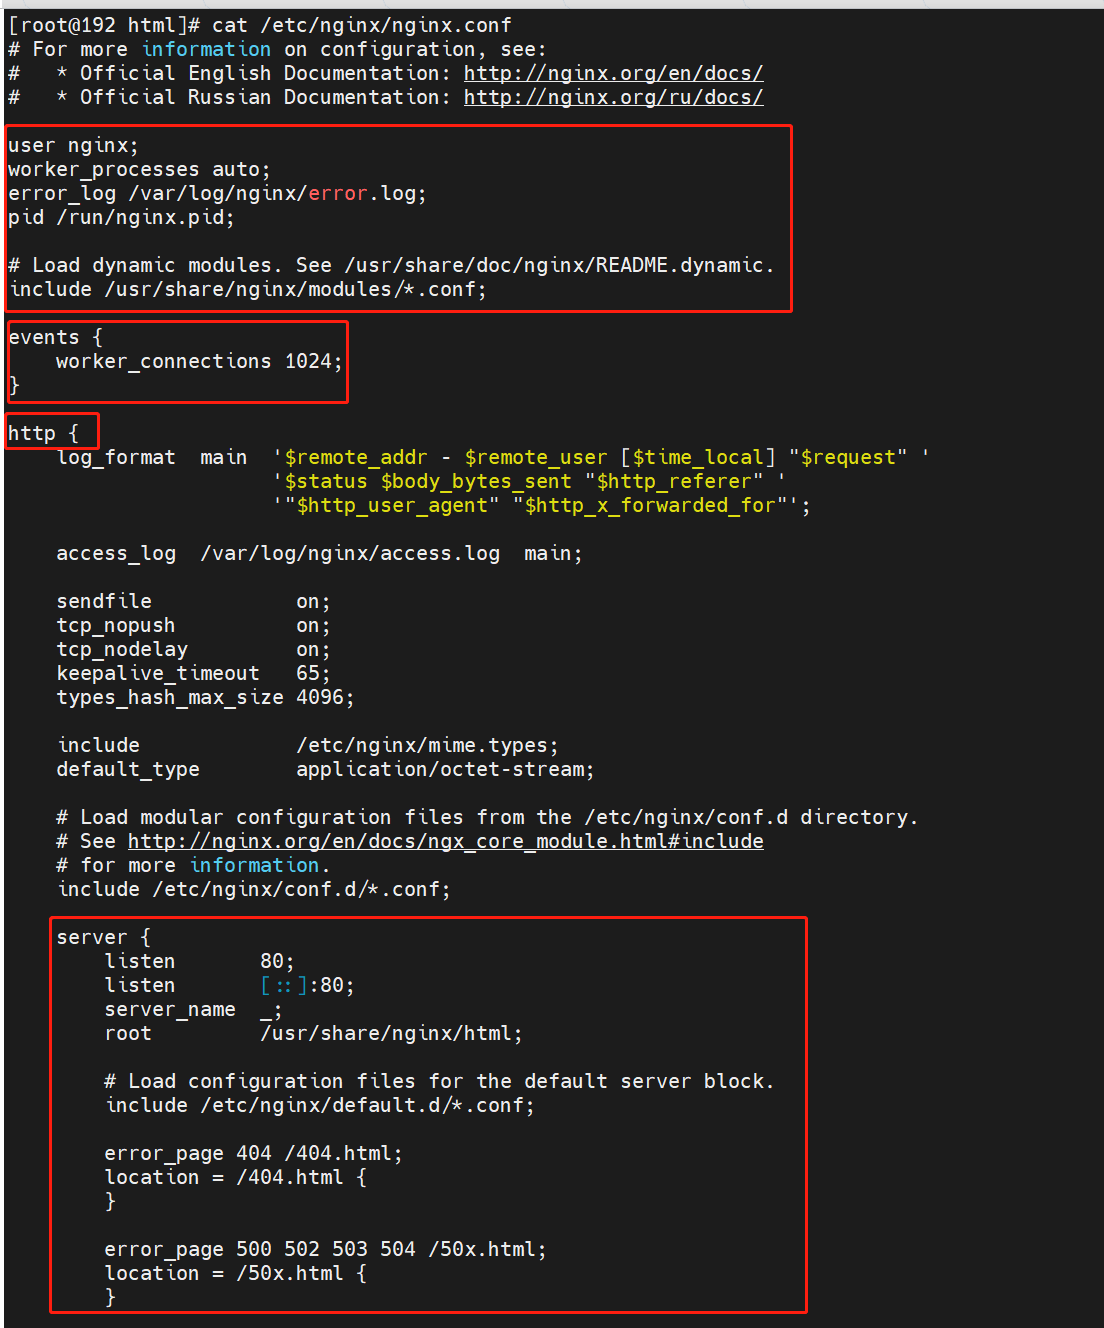 [root@192 html]# cat /etc/nginx/nginx.conf
# For more information on configuration, see:
#   * Official English Documentation: http://nginx.org/en/docs/
#   * Official Russian Documentation: http://nginx.org/ru/docs/
user nginx;
worker_processes auto;
error_log /var/log/nginx/error.log;
pid /run/nginx.pid;
# Load dynamic modules. See /usr/share/doc/nginx/README.dynamic.
include /usr/share/nginx/modules/*.conf;
events {
    worker_connections 1024;
}
http {
    log_format  main  '$remote_addr - $remote_user [$time_local] "$request" '
                      '$status $body_bytes_sent "$http_referer" '
                      '"$http_user_agent" "$http_x_forwarded_for"';
    access_log  /var/log/nginx/access.log  main;
    sendfile            on;
    tcp_nopush          on;
    tcp_nodelay         on;
    keepalive_timeout   65;
    types_hash_max_size 4096;
    include             /etc/nginx/mime.types;
    default_type        application/octet-stream;
    # Load modular configuration files from the /etc/nginx/conf.d directory.
    # See http://nginx.org/en/docs/ngx_core_module.html#include
    # for more information.
    include /etc/nginx/conf.d/*.conf;
    server {
        listen       80;
        listen       [::]:80;
        server_name  _;
        root         /usr/share/nginx/html;
        # Load configuration files for the default server block.
        include /etc/nginx/default.d/*.conf;
        error_page 404 /404.html;
        location = /404.html {
        }
        error_page 500 502 503 504 /50x.html;
        location = /50x.html {
        }